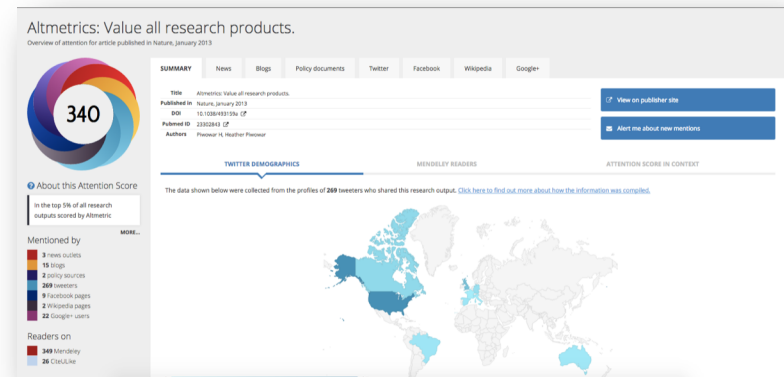 Altmetrics: Value all research products.
Overview of attention for article published in Nature, January 2013
340
SUMMARY News Blogs Policy documents Twitter Facebook Wikipedia Google+
Title Altmetrics: Value all research products.
Published in Nature, January 2013
DOI 10.1038/493159a
Pubmed ID 23302843
Authors Piwowar H, Heather Piwowar
View on publisher site
Alert me about new mentions
TWITTER DEMOGRAPHICS MENDELEY READERS ATTENTION SCORE IN CONTEXT
The data shown below were collected from the profiles of 269 tweeters who shared this research output. Click here to find out more about how the information was compiled.
About this Attention Score
In the top 5% of all research
outputs scored by Altmetric
MORE...
Mentioned by
3 news outlets
15 blogs
2 policy sources
269 tweeters
9 Facebook pages
2 Wikipedia pages
22 Google+ users
Readers on
349 Mendeley
26 CiteULike